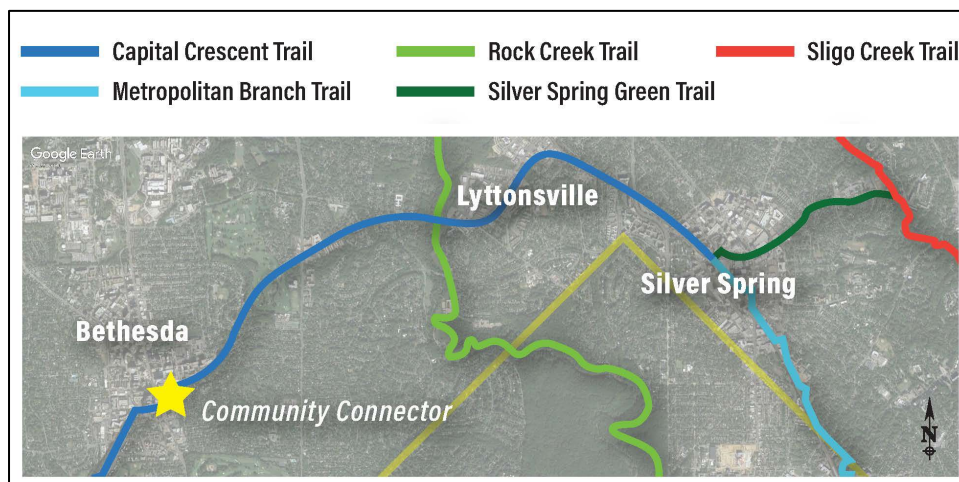 Capital Crescent Trail
Rock Creek Trail
Sligo Creek Trail
Metropolitan Branch Trail
Silver Spring Green Trail
Google Earth
Lyttonsville
Silver Spring
Bethesda
Community Connector
N